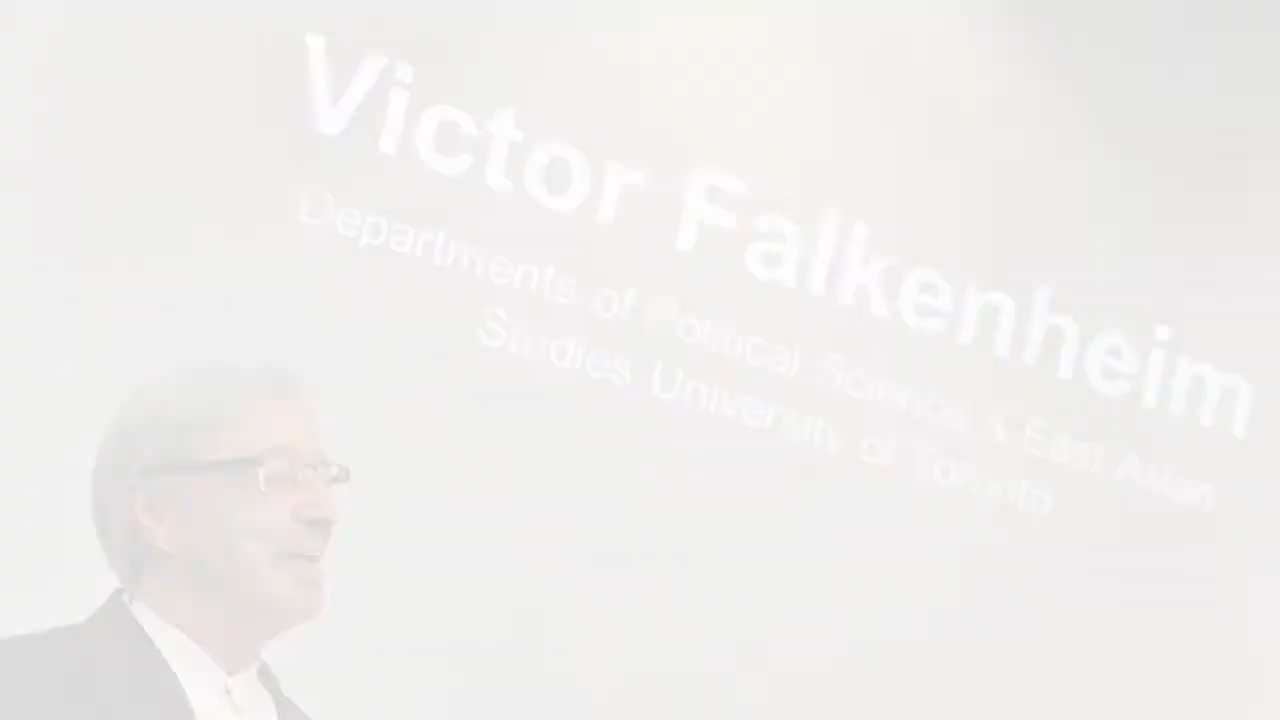 Victor Falkenheim
Departments of Political Science & East Asian
Studies University of Toronto